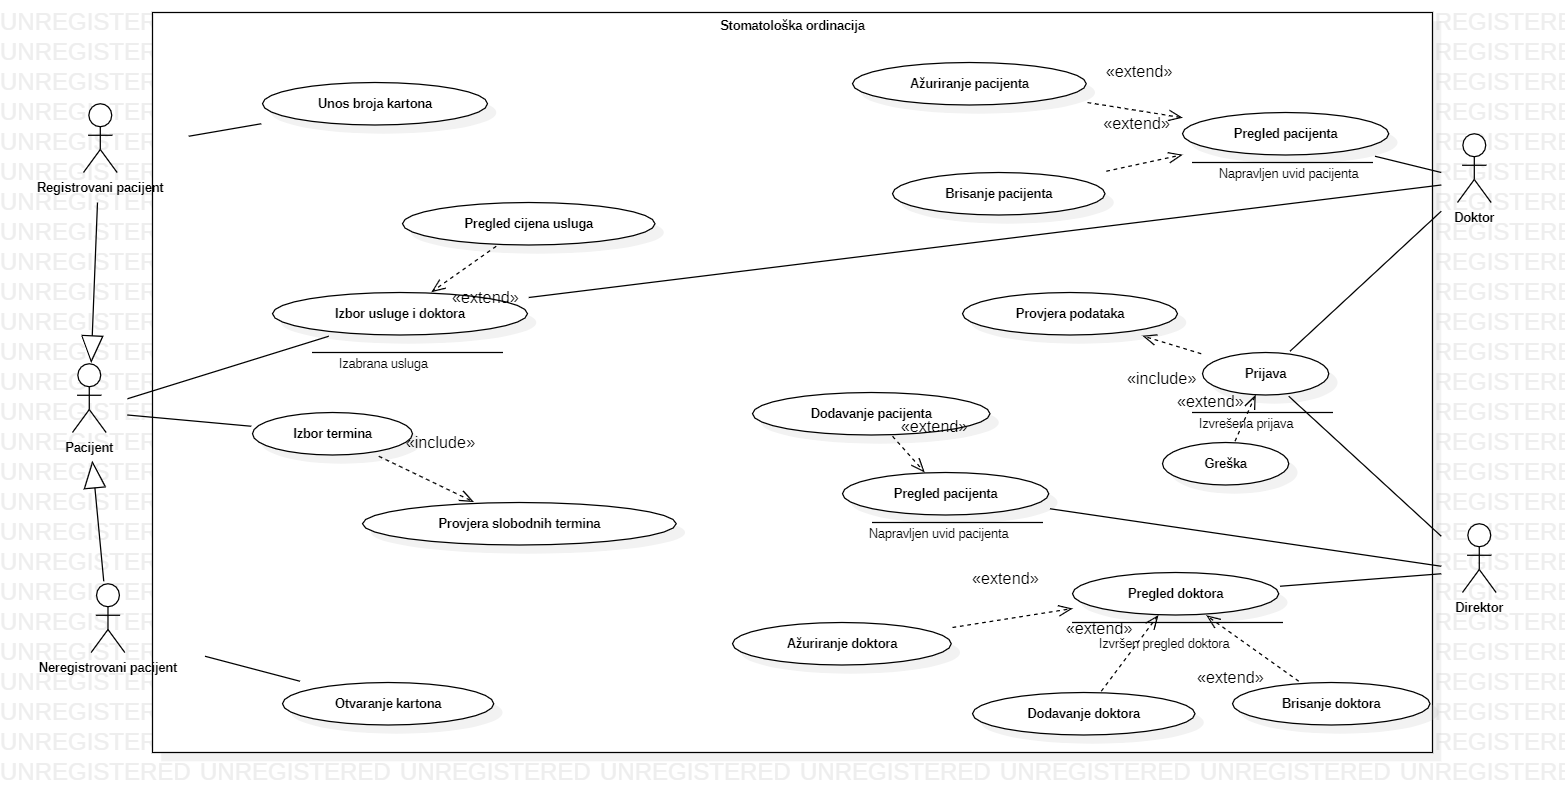 Stomatološka ordinacija
Ažuriranje pacijenta
«extend»
Unos broja kartona
«extend»
Pregled pacijenta
Napravljen uvid pacijenta
Registrovani pacijent
Brisanje pacijenta
Doktor
Pregled cijena usluga
«extend»
Izbor usluge i doktora
Izabrana usluga
Provjera podataka
Prijava
«include»
«extend»
Izvrešena prijava
Greška
Dodavanje pacijenta
«extend»
Pacijent
Izbor termina
«include»
Pregled pacijenta
Napravljen uvid pacijenta
Provjera slobodnih termina
«extend»
Pregled doktora
Direktor
«extend»
Izvršen pregled doktora
Ažuriranje doktora
Neregistrovani pacijent
«extend»
Otvaranje kartona
Dodavanje doktora
Brisanje doktora
UNREGISTERED UNREGISTERED UNREGISTERED UNREGISTERED UNREGISTERED UNREGISTERED UNREGISTERED UNREGISTERED